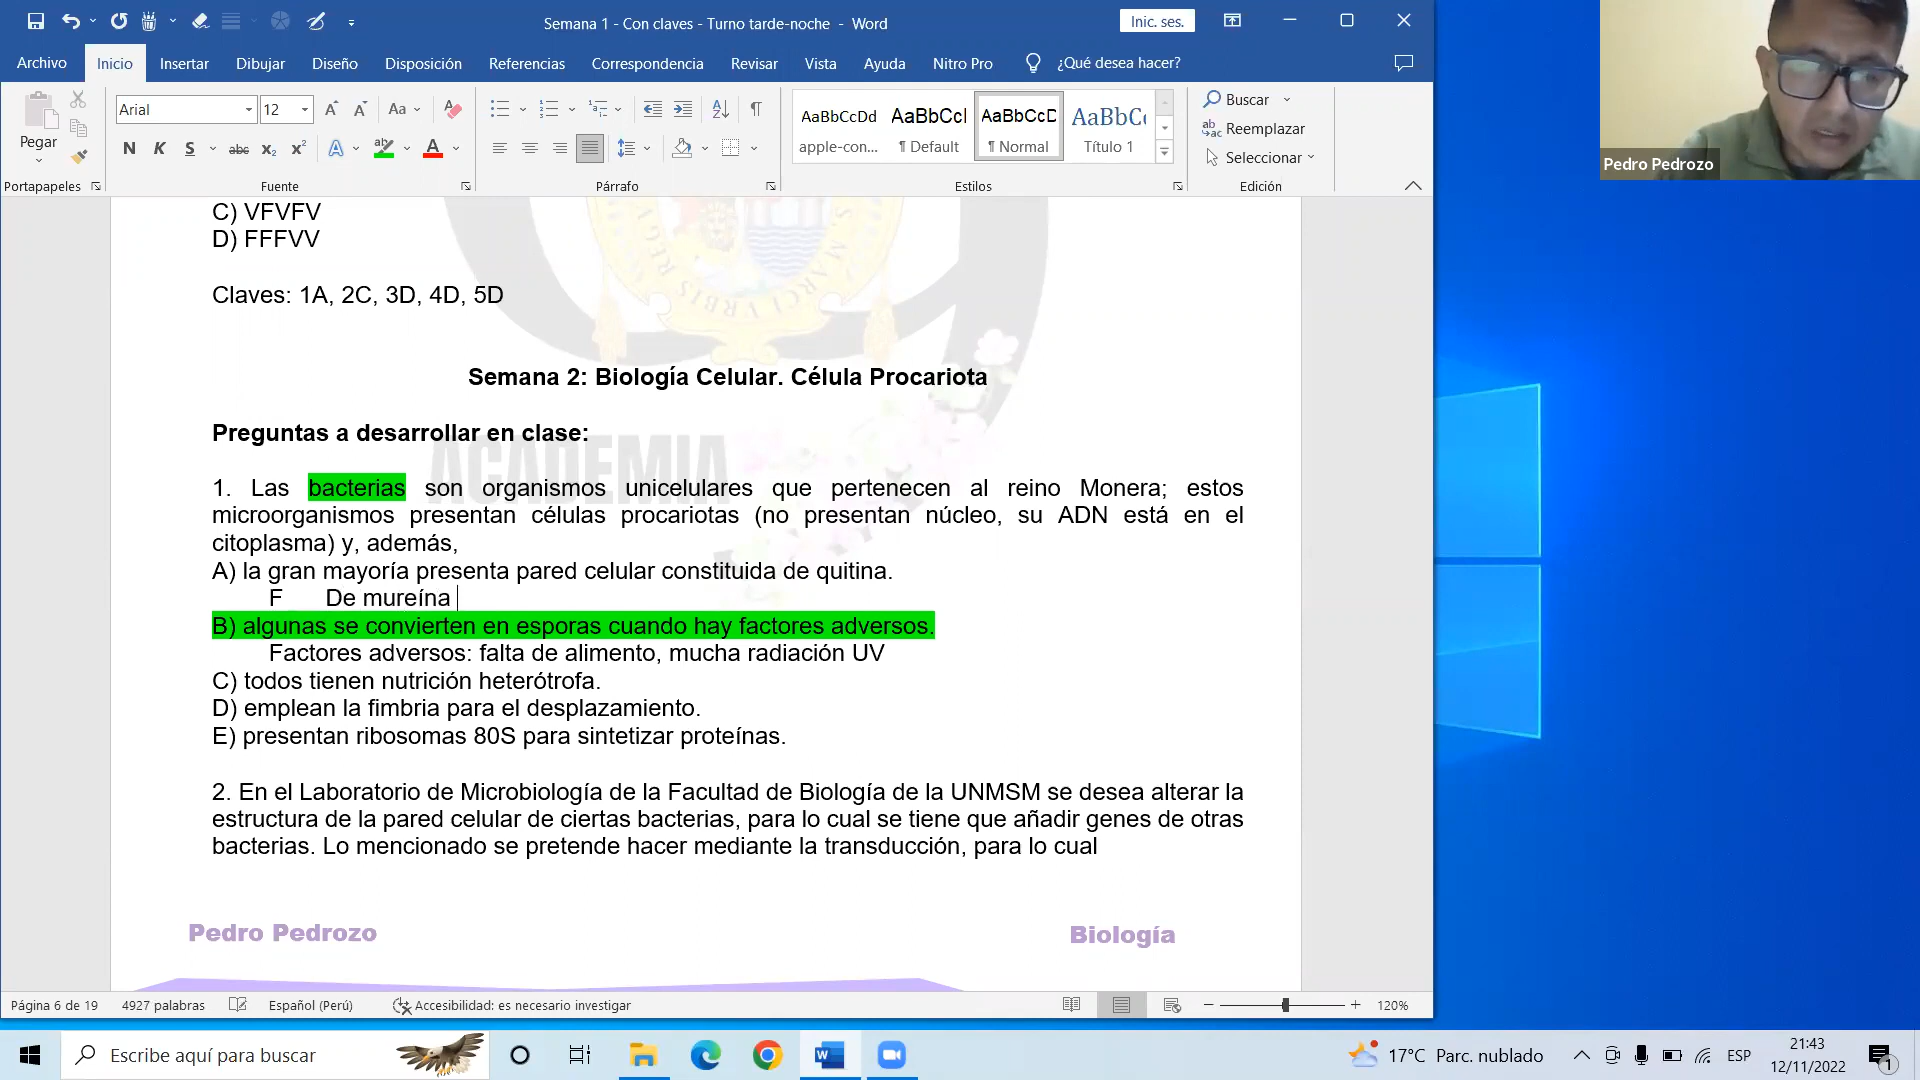 Semana 1 - Con claves - Turno tarde-noche - Word
Inic. ses.
Archivo Inicio Insertar Dibujar Diseño Disposición Referencias Correspondencia Revisar Vista Ayuda Nitro Pro ¿Qué desea hacer?
Pegar
Arial 12
Aa
N K S abc x₂ x²
AaBbCcDd AaBbCcI AaBbCcD AaBbC
apple-con... ¶ Default ¶ Normal Título 1
Buscar
Reemplazar
Seleccionar
Portapapeles Fuente Párrafo Estilos Edición
Pedro Pedrozo
C) VFVFV
D) FFFVV
Claves: 1A, 2C, 3D, 4D, 5D
Semana 2: Biología Celular. Célula Procariota
Preguntas a desarrollar en clase:
ACADEMIA
1. Las bacterias son organismos unicelulares que pertenecen al reino Monera; estos
microorganismos presentan células procariotas (no presentan núcleo, su ADN está en el
citoplasma) y, además,
A) la gran mayoría presenta pared celular constituida de quitina.
F De mureína
B) algunas se convierten en esporas cuando hay factores adversos.
Factores adversos: falta de alimento, mucha radiación UV
C) todos tienen nutrición heterótrofa.
D) emplean la fimbria para el desplazamiento.
E) presentan ribosomas 80S para sintetizar proteínas.
2. En el Laboratorio de Microbiología de la Facultad de Biología de la UNMSM se desea alterar la
estructura de la pared celular de ciertas bacterias, para lo cual se tiene que añadir genes de otras
bacterias. Lo mencionado se pretende hacer mediante la transducción, para lo cual
Pedro Pedrozo Biología
Página 6 de 19 4927 palabras Español (Perú) Accesibilidad: es necesario investigar 120%
Escribe aquí para buscar
17°C Parc. nublado
ESP
21:43
12/11/2022
1